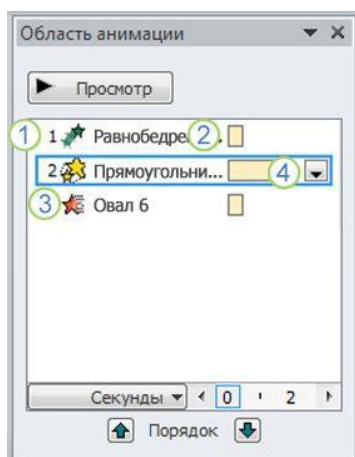 Область анимации
Просмотр
1 1 Равнобедре... 2
2 Прямоугольни... 4
3 Овал 6
Секунды 0 2
Порядок